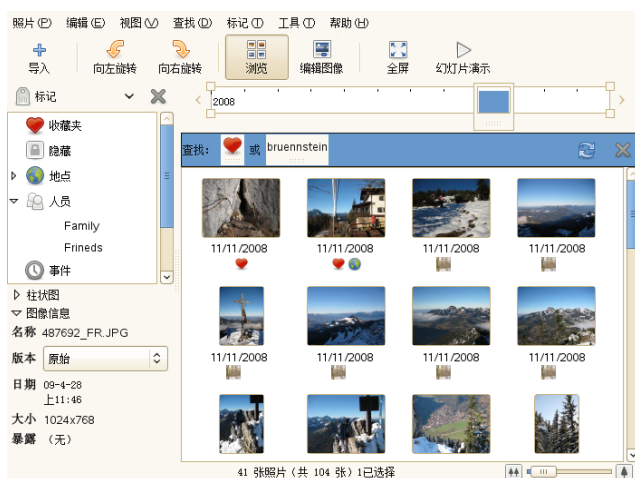 照片(P) 编辑(E) 视图(V) 查找(D) 标记(T) 工具(T) 帮助(H)
导入 向左旋转 向右旋转 浏览 编辑图像 全屏 幻灯片演示
标记
2008
收藏夹
隐藏
地点
人员
Family
Frineds
事件
查找: 或 bruennstein
11/11/2008 11/11/2008 11/11/2008 11/11/2008
11/11/2008 11/11/2008 11/11/2008 11/11/2008
柱状图
图像信息
名称 487692_FR.JPG
版本 原始
日期 09-4-28
上11:46
大小 1024x768
暴露 (无)
41 张照片(共 104 张)1已选择